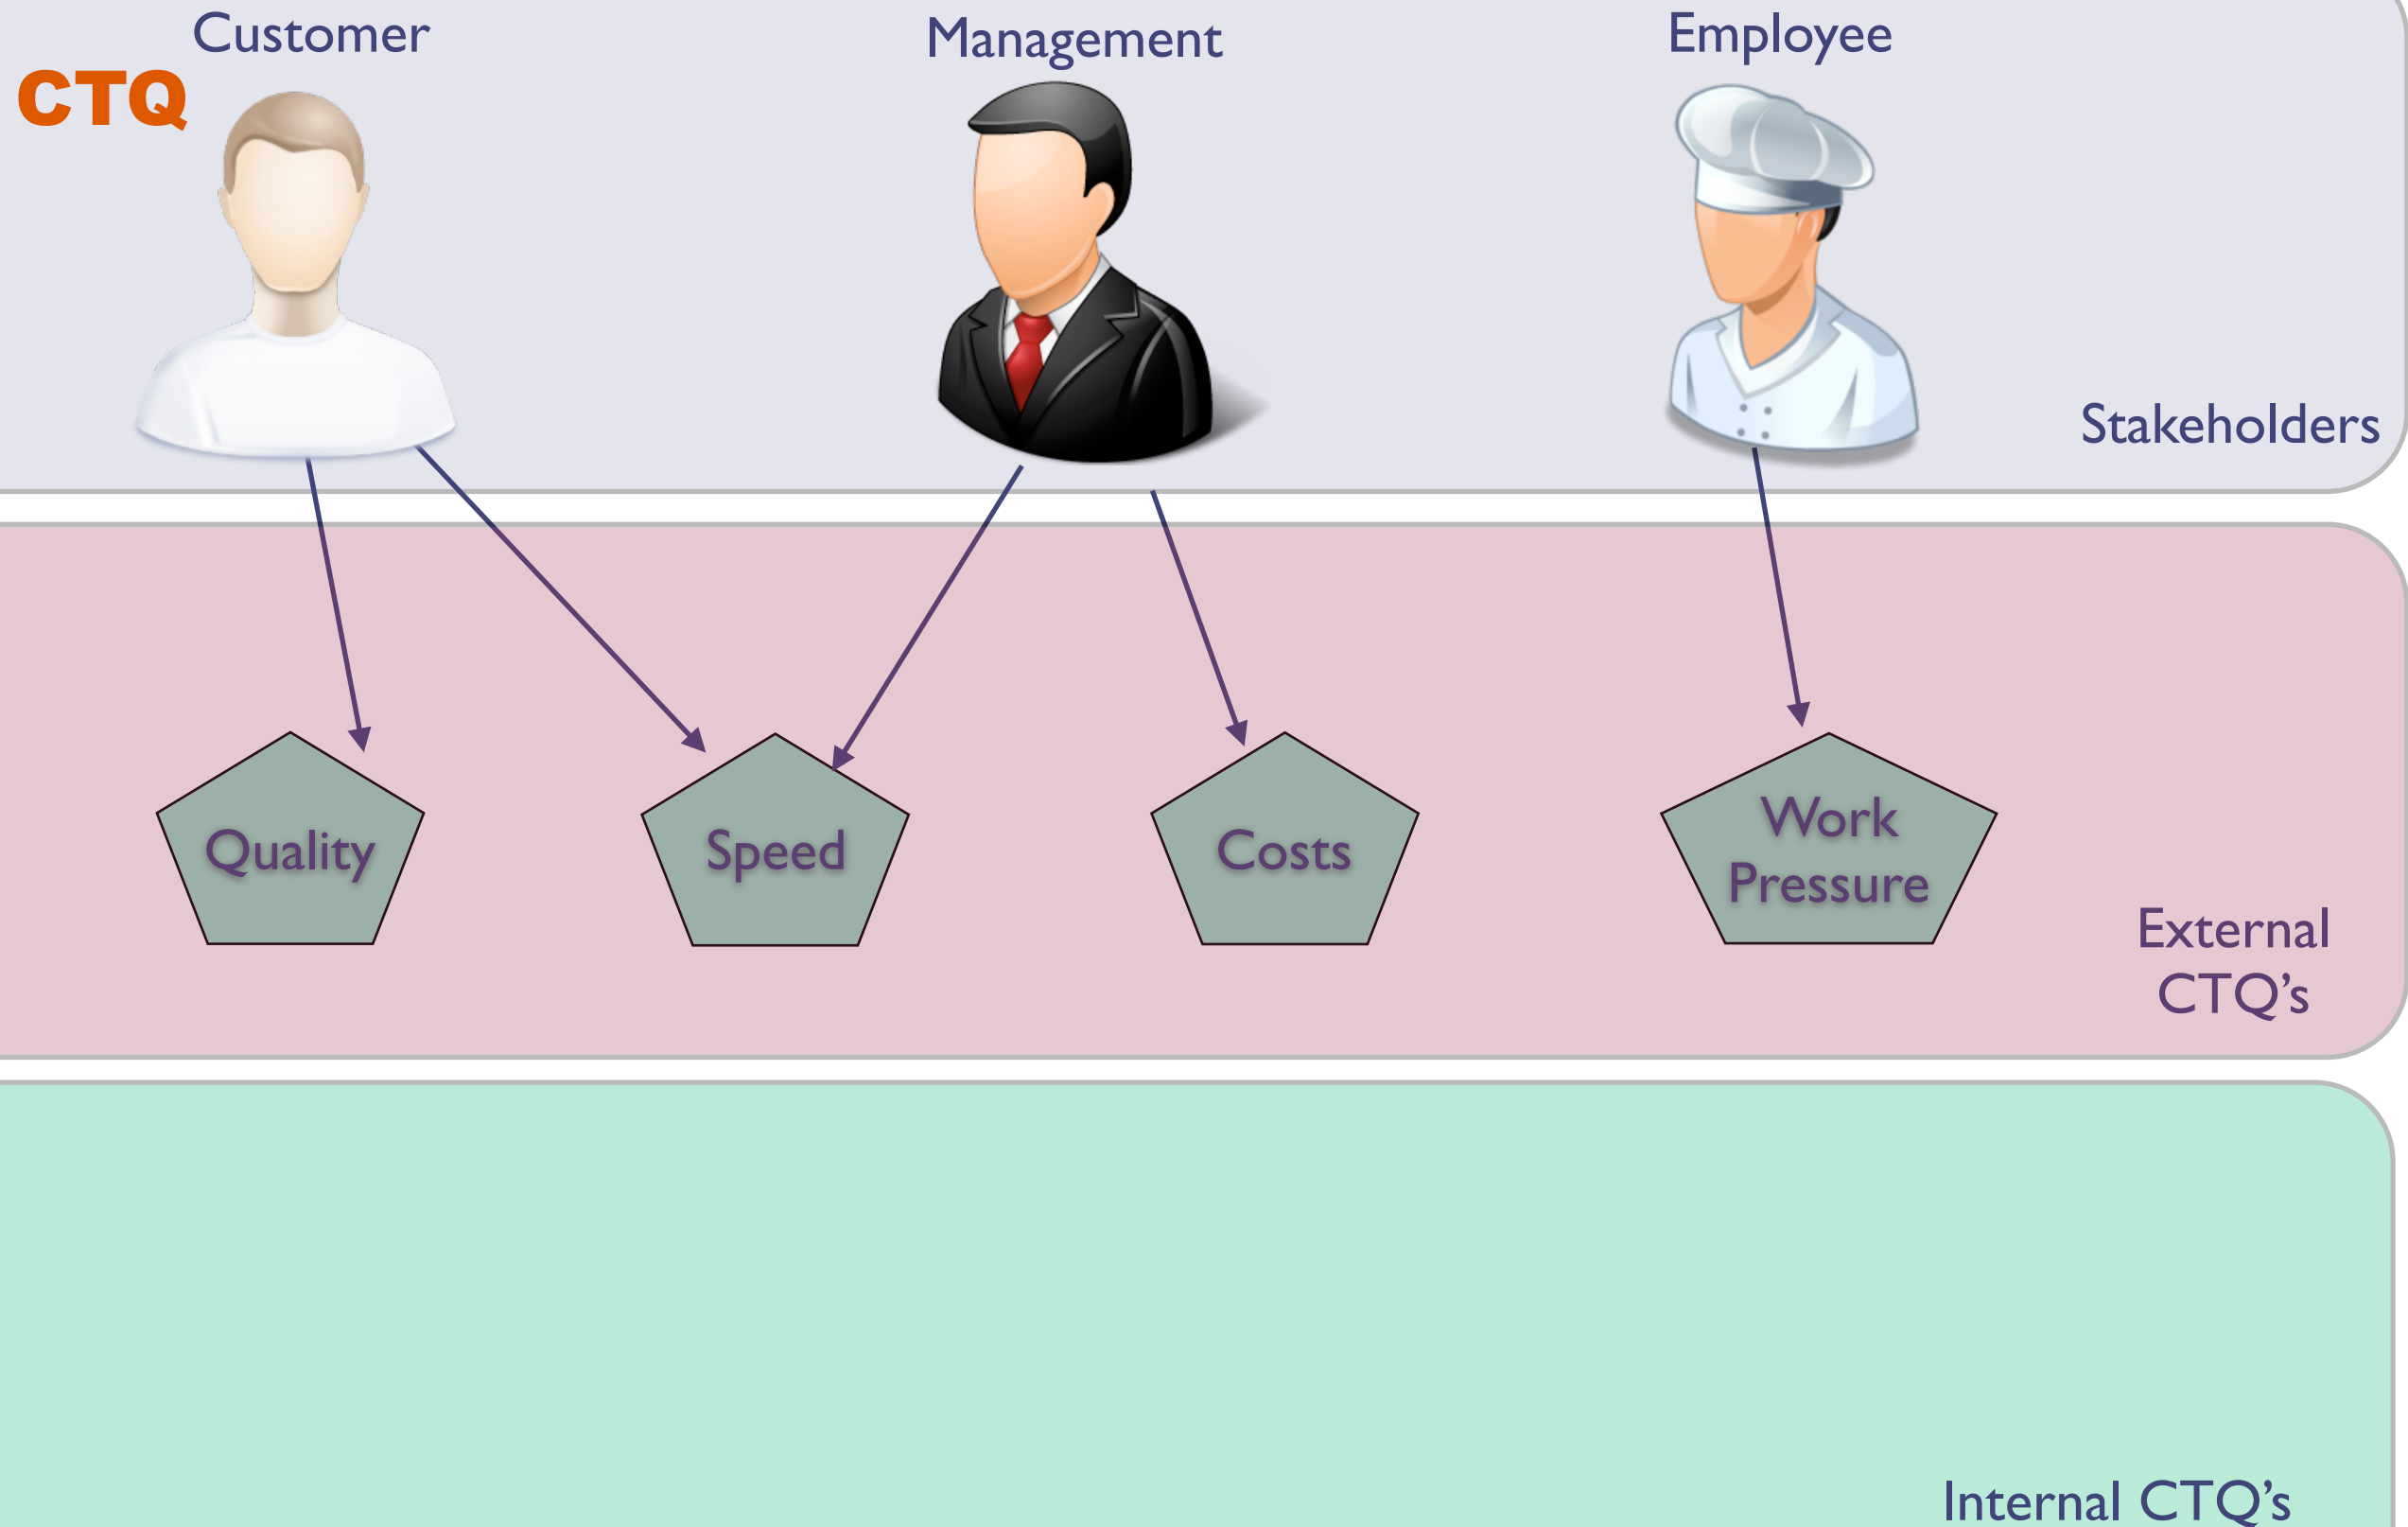 Customer
Management
Employee
CTQ
Stakeholders
Quality
Speed
Costs
Work
Pressure
External
CTQ’s
Internal CTQ’s